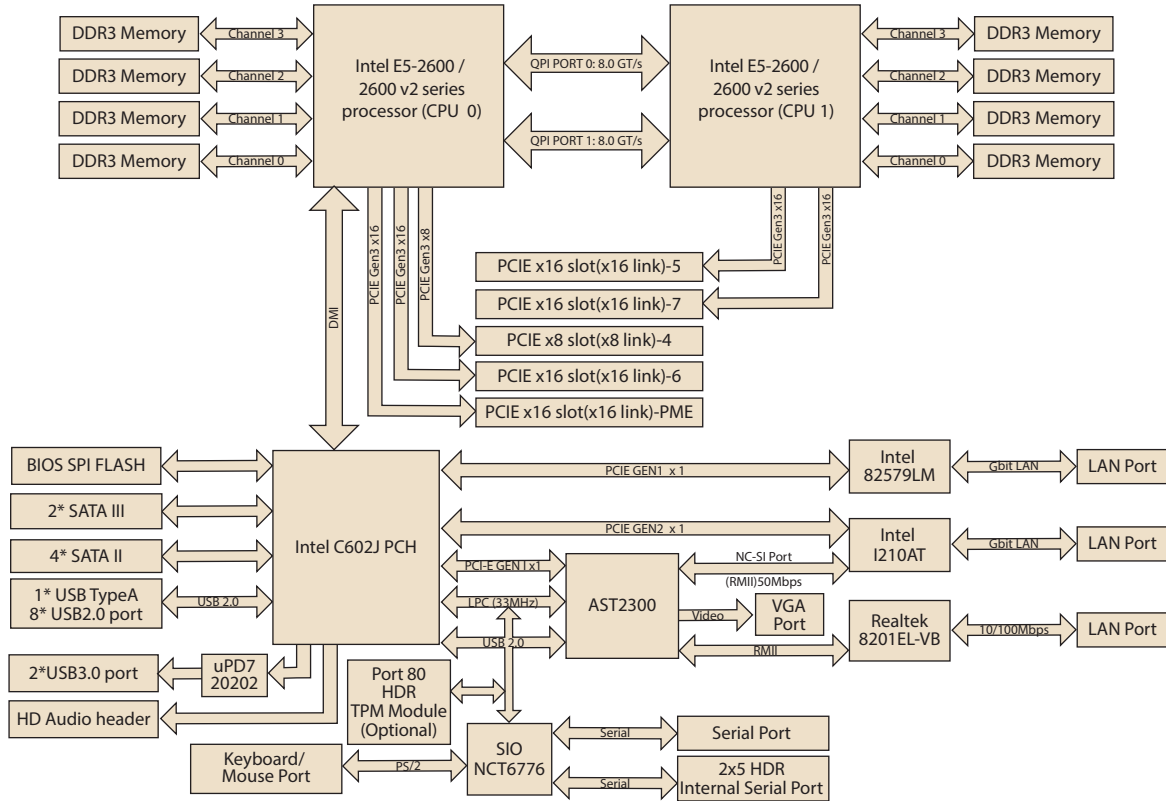 DDR3 Memory
Channel 3
DDR3 Memory
Channel 2
DDR3 Memory
Channel 1
DDR3 Memory
Channel 0
Intel E5-2600 /
2600 v2 series
processor (CPU 0)
QPI PORT 0: 8.0 GT/s
QPI PORT 1: 8.0 GT/s
Intel E5-2600 /
2600 v2 series
processor (CPU 1)
Channel 3
DDR3 Memory
Channel 2
DDR3 Memory
Channel 1
DDR3 Memory
Channel 0
DDR3 Memory
DMI
PCIE Gen3 x16
PCIE Gen3 x16
PCIE Gen3 x8
PCIE Gen3 x16
PCIE Gen3 x16
PCIE x16 slot(x16 link)-5
PCIE x16 slot(x16 link)-7
PCIE x8 slot(x8 link)-4
PCIE x16 slot(x16 link)-6
PCIE x16 slot(x16 link)-PME
BIOS SPI FLASH
2* SATA III
4* SATA II
1* USB TypeA
8* USB2.0 port
USB 2.0
2*USB3.0 port
uPD7
20202
HD Audio header
Intel C602J PCH
PCIE GEN1 x 1
Intel
82579LM
Gbit LAN
LAN Port
PCIE GEN2 x 1
Intel
I210AT
Gbit LAN
LAN Port
PCI-E GEN1x1
LPC (33MHz)
USB 2.0
AST2300
NC-SI Port
(RMII)50Mbps
Video
VGA
Port
RMII
Realtek
8201EL-VB
10/100Mbps
LAN Port
Port 80
HDR
TPM Module
(Optional)
Keyboard/
Mouse Port
PS/2
SIO
NCT6776
Serial
Serial Port
Serial
2x5 HDR
Internal Serial Port